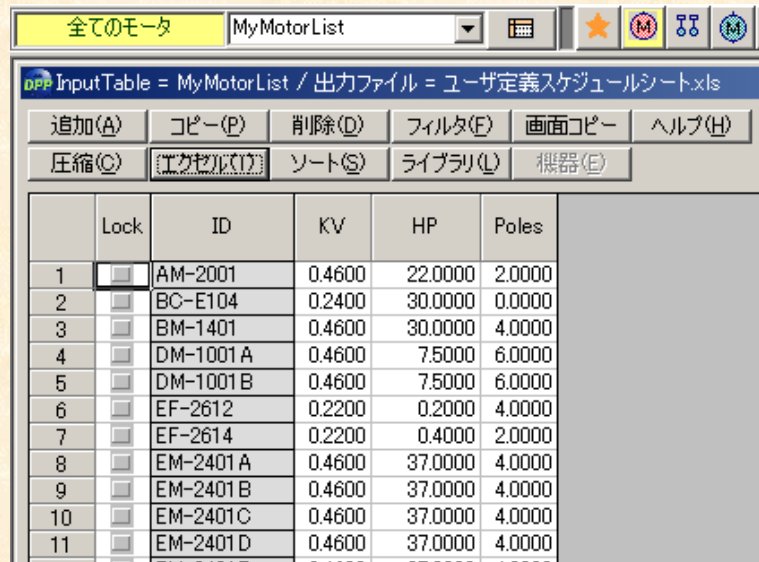 全てのモータ MyMotorList
DPP InputTable = MyMotorList / 出力ファイル = ユーザ定義スケジュールシート.xls
追加(A) コピー(P) 削除(D) フィルタ(F) 画面コピー ヘルプ(H)
圧縮(C) エクセル(T) ソート(S) ライブラリ(L) 機器(E)
Lock ID KV HP Poles
1 AM-2001 0.4600 22.0000 2.0000
2 BC-E104 0.2400 30.0000 0.0000
3 BM-1401 0.4600 30.0000 4.0000
4 DM-1001A 0.4600 7.5000 6.0000
5 DM-1001B 0.4600 7.5000 6.0000
6 EF-2612 0.2200 0.2000 4.0000
7 EF-2614 0.2200 0.4000 2.0000
8 EM-2401A 0.4600 37.0000 4.0000
9 EM-2401B 0.4600 37.0000 4.0000
10 EM-2401C 0.4600 37.0000 4.0000
11 EM-2401D 0.4600 37.0000 4.0000